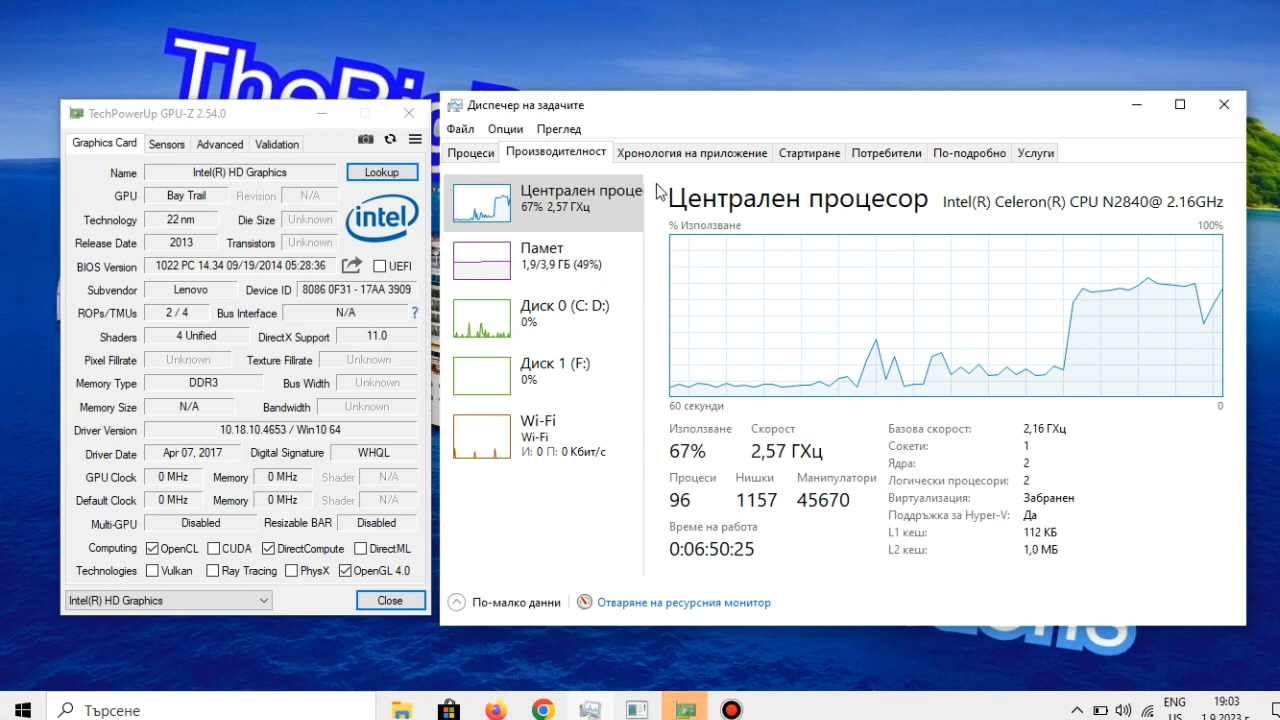 TheBig
TechPowerUp GPU-Z 2.54.0
Graphics Card Sensors Advanced Validation
Name Intel(R) HD Graphics Lookup
GPU Bay Trail Revision N/A
intel
Technology 22 nm Die Size Unknown
Release Date 2013 Transistors Unknown
BIOS Version 1022 PC 14.34 09/19/2014 05:28:36 UEFI
Subvendor Lenovo Device ID 8086 0F31 - 17AA 3909
ROPs/TMUs 2 / 4 Bus Interface N/A ?
Shaders 4 Unified DirectX Support 11.0
Pixel Fillrate Unknown Texture Fillrate Unknown
Memory Type DDR3 Bus Width Unknown
Memory Size N/A Bandwidth Unknown
Driver Version 10.18.10.4653 / Win10 64
Driver Date Apr 07, 2017 Digital Signature WHQL
GPU Clock 0 MHz Memory 0 MHz Shader N/A
Default Clock 0 MHz Memory 0 MHz Shader N/A
Multi-GPU Disabled Resizable BAR Disabled
Computing OpenCL CUDA DirectCompute DirectML
Technologies Vulkan Ray Tracing PhysX OpenGL 4.0
Intel(R) HD Graphics Close
Диспечер на задачите
Файл Опции Преглед
Процеси Производителност Хронология на приложение Стартиране Потребители По-подробно Услуги
Централен проце
67% 2,57 ГХц
Памет
1,9/3,9 ГБ (49%)
Диск 0 (C: D:)
0%
Диск 1 (F:)
0%
Wi-Fi
Wi-Fi
И: 0 П: 0 Кбит/с
Централен процесор Intel(R) Celeron(R) CPU N2840@ 2.16GHz
% Използване 100%
60 секунди 0
Използване Скорост
67% 2,57 ГХц
Процеси Нишки Манипулатори
96 1157 45670
Време на работа
0:06:50:25
Базова скорост: 2,16 ГХц
Сокети: 1
Ядра: 2
Логически процесори: 2
Виртуализация: Забранен
Поддръжка за Hyper-V: Да
L1 кеш: 112 КБ
L2 кеш: 1,0 МБ
По-малко данни Отваряне на ресурсния монитор
Търсене
ENG 19:03
US 1.9.2023 г.